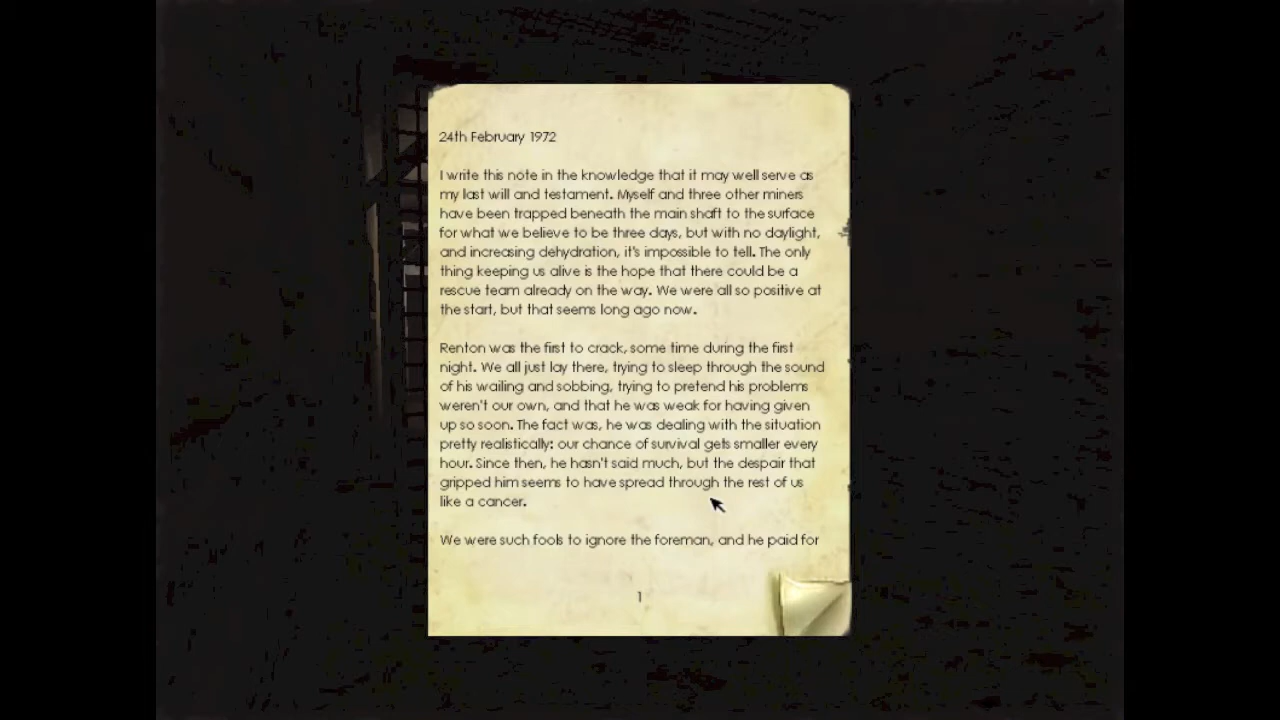 24th February 1972
I write this note in the knowledge that it may well serve as
my last will and testament. Myself and three other miners
have been trapped beneath the main shaft to the surface
for what we believe to be three days, but with no daylight,
and increasing dehydration, it's impossible to tell. The only
thing keeping us alive is the hope that there could be a
rescue team already on the way. We were all so positive at
the start, but that seems long ago now.
Renton was the first to crack, some time during the first
night. We all just lay there, trying to sleep through the sound
of his wailing and sobbing, trying to pretend his problems
weren't our own, and that he was weak for having given
up so soon. The fact was, he was dealing with the situation
pretty realistically: our chance of survival gets smaller every
hour. Since then, he hasn't said much, but the despair that
gripped him seems to have spread through the rest of us
like a cancer.
We were such fools to ignore the foreman, and he paid for
1